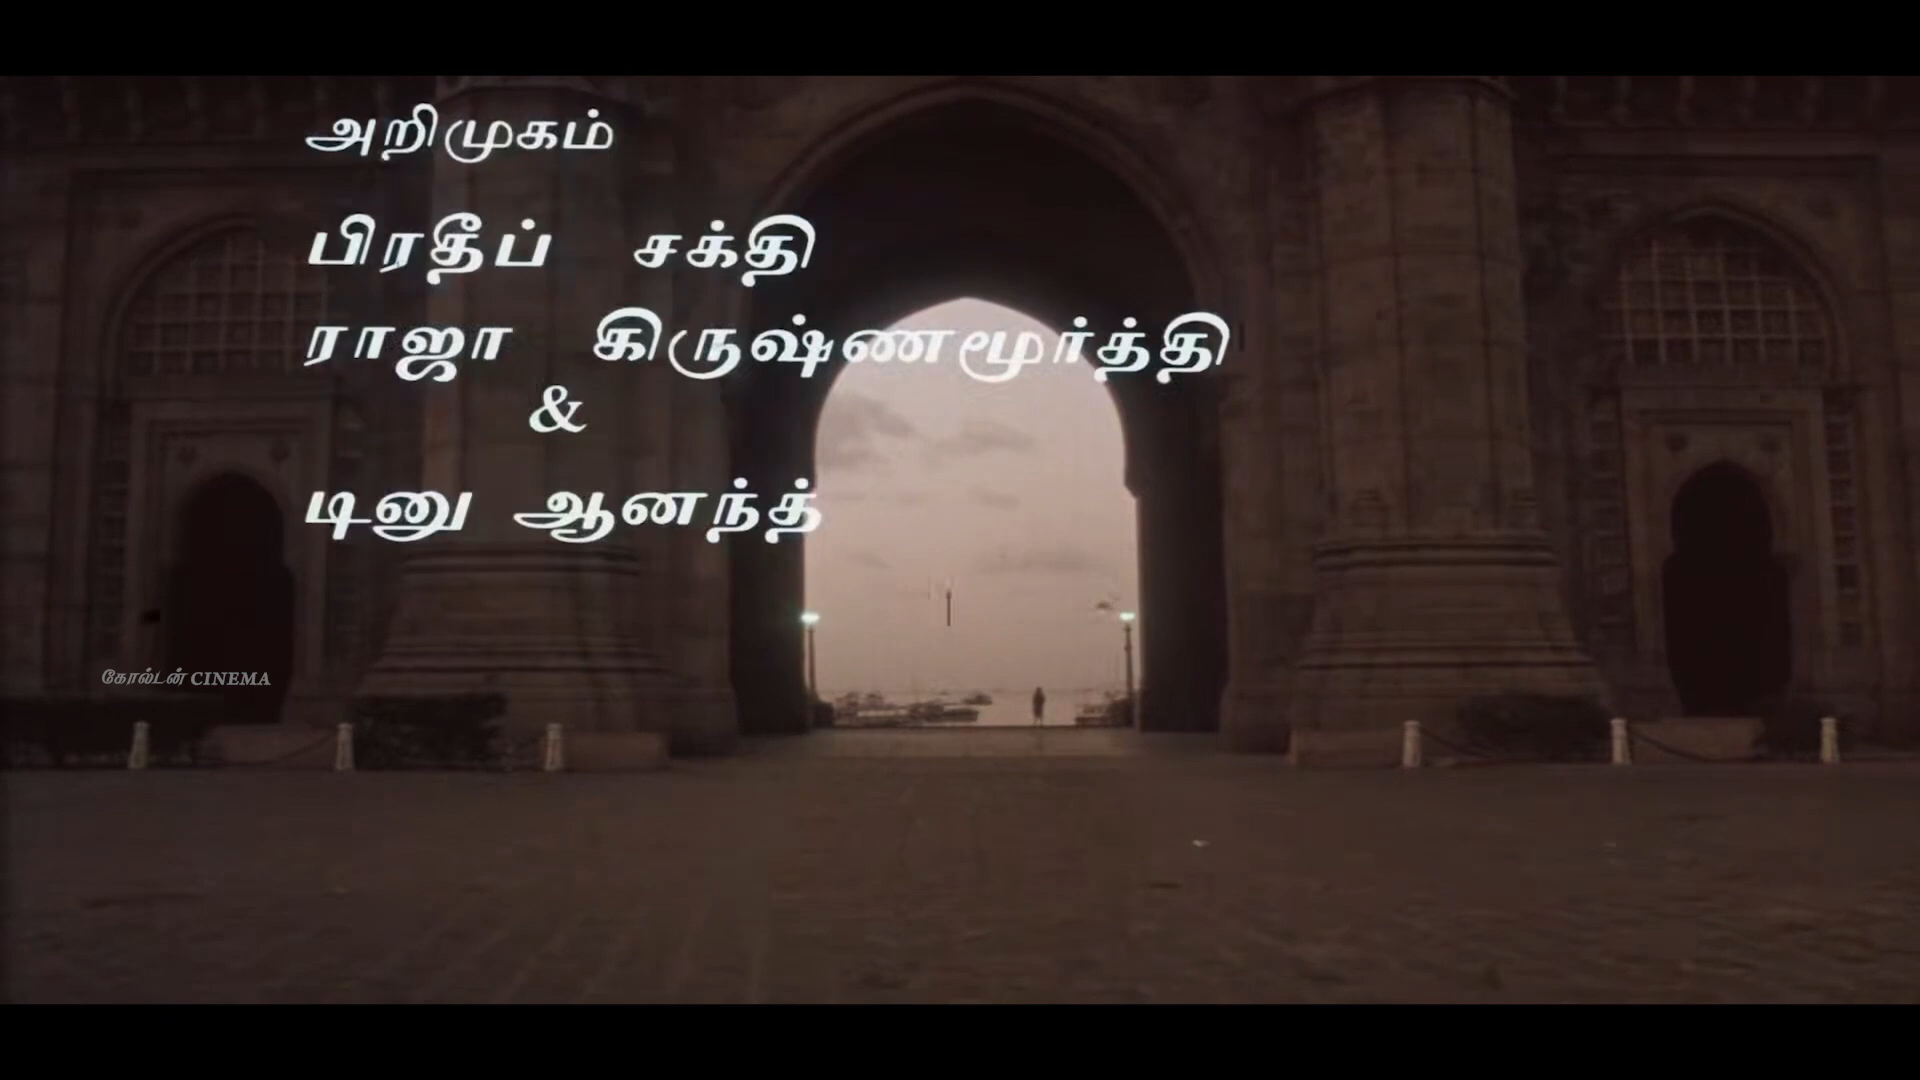 அறிமுகம்
பிரதீப் சக்தி
ராஜா கிருஷ்ணமூர்த்தி
&
டினு ஆனந்த்
கோல்டன் CINEMA